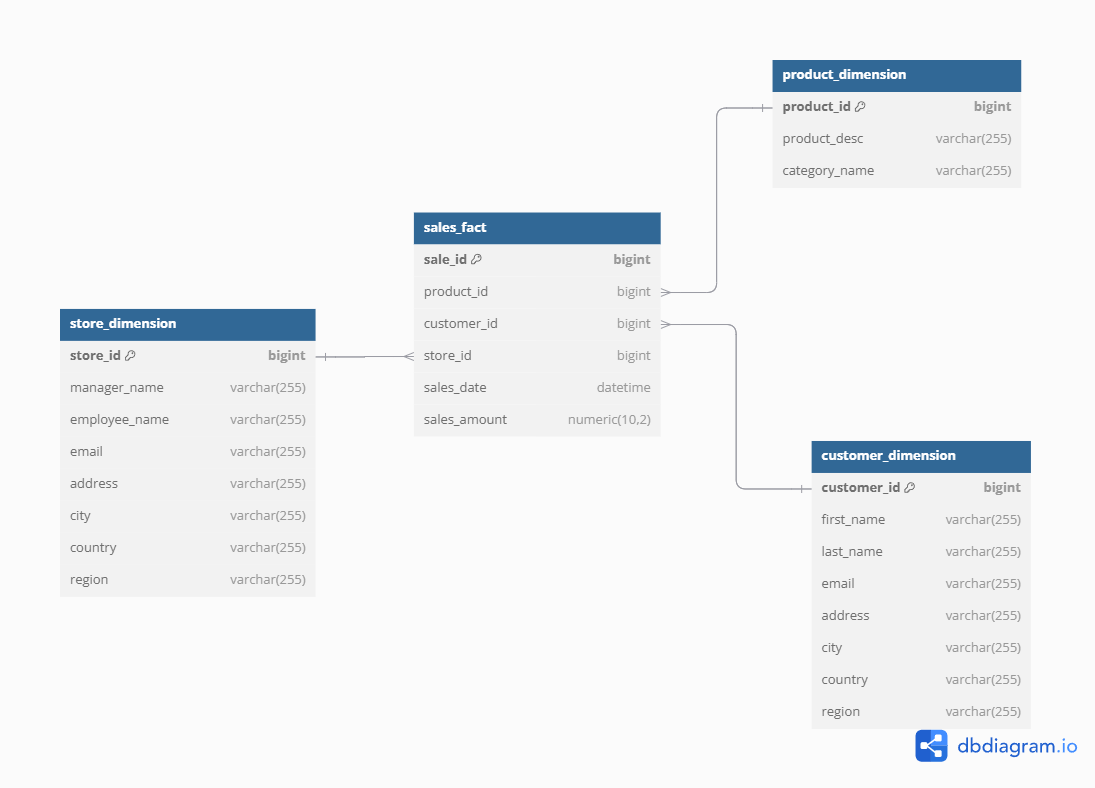 product_dimension
product_id bigint
product_desc varchar(255)
category_name varchar(255)
sales_fact
sale_id bigint
product_id bigint
customer_id bigint
store_id bigint
sales_date datetime
sales_amount numeric(10,2)
store_dimension
store_id bigint
manager_name varchar(255)
employee_name varchar(255)
email varchar(255)
address varchar(255)
city varchar(255)
country varchar(255)
region varchar(255)
customer_dimension
customer_id bigint
first_name varchar(255)
last_name varchar(255)
email varchar(255)
address varchar(255)
city varchar(255)
country varchar(255)
region varchar(255)
dbdiagram.io